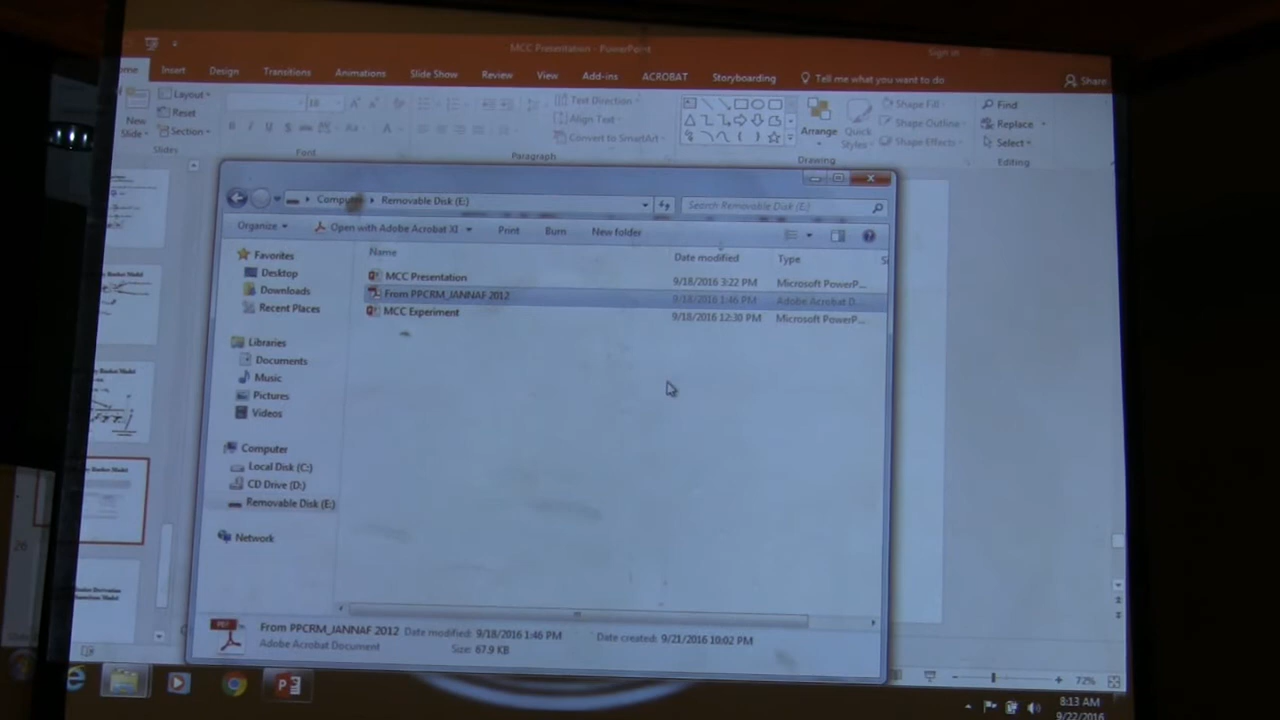 MCC Presentation - PowerPoint
Sign in
Insert Design Transitions Animations Slide Show Review View Add-ins ACROBAT Storyboarding Tell me what you want to do Share
Layout
Reset
Section
New
Slide
Slides
Font
18
Text Direction
Align Text
Convert to SmartArt
Paragraph
Arrange
Quick
Styles
Shape Fill
Shape Outline
Shape Effects
Drawing
Find
Replace
Select
Editing
Removable Disk (E:)
Search Removable Disk (E:)
Organize Open with Adobe Acrobat XI Print Burn New folder
Name Date modified Type
MCC Presentation 9/18/2016 3:22 PM Microsoft PowerP...
From PPCRM_JANNAF 2012 9/18/2016 1:46 PM Adobe Acrobat D...
MCC Experiment 9/18/2016 12:30 PM Microsoft PowerP...
Favorites
Desktop
Downloads
Recent Places
Libraries
Documents
Music
Pictures
Videos
Computer
Local Disk (C:)
CD Drive (D:)
Removable Disk (E:)
Network
From PPCRM_JANNAF 2012 Date modified: 9/18/2016 1:46 PM Date created: 9/21/2016 10:02 PM
Adobe Acrobat Document Size: 67.9 KB
26
72%
8:13 AM
9/22/2016